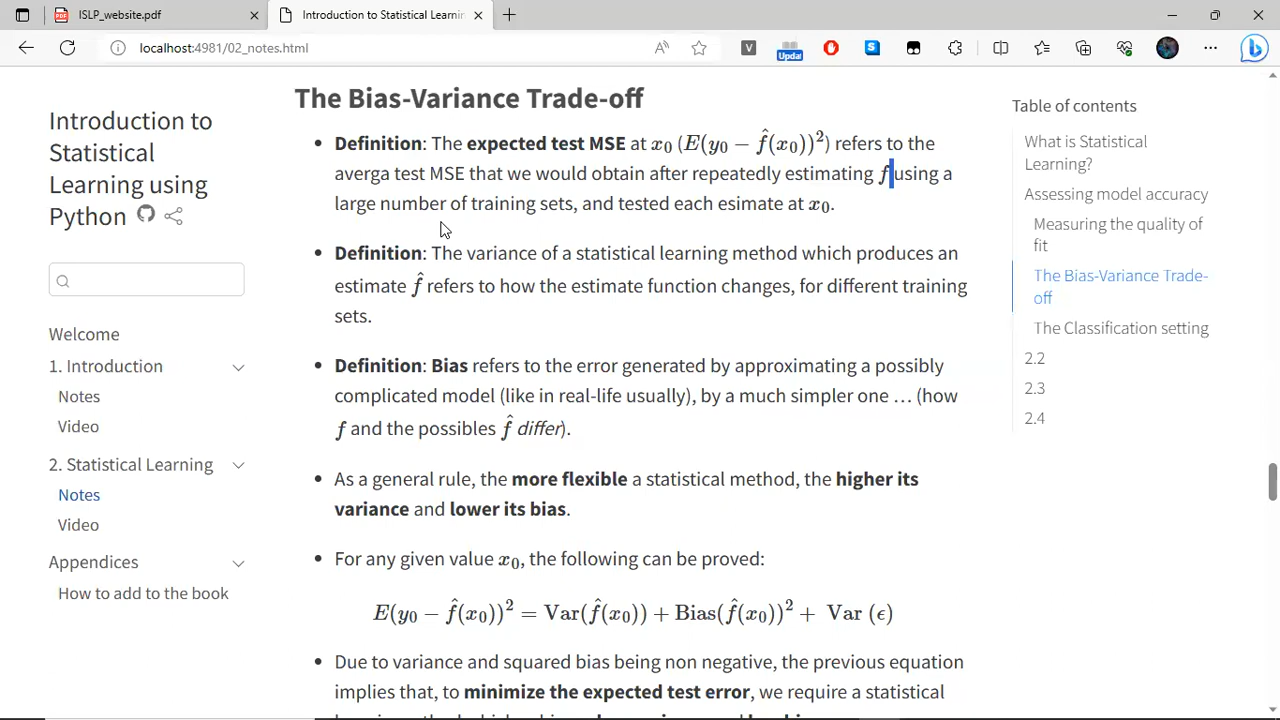 ISLP_website.pdf
Introduction to Statistical Learnin
localhost:4981/02_notes.html
Upda
Introduction to
Statistical
Learning using
Python
Welcome
1. Introduction
Notes
Video
2. Statistical Learning
Notes
Video
Appendices
How to add to the book
The Bias-Variance Trade-off
• Definition: The expected test MSE at x₀ (E(y₀ − f̂(x₀))²) refers to the
averga test MSE that we would obtain after repeatedly estimating f using a
large number of training sets, and tested each esimate at x₀.
• Definition: The variance of a statistical learning method which produces an
estimate f̂ refers to how the estimate function changes, for different training
sets.
• Definition: Bias refers to the error generated by approximating a possibly
complicated model (like in real-life usually), by a much simpler one … (how
f and the possibles f̂ differ).
• As a general rule, the more flexible a statistical method, the higher its
variance and lower its bias.
• For any given value x₀, the following can be proved:
E(y₀ − f̂(x₀))² = Var(f̂(x₀)) + Bias(f̂(x₀))² + Var (ϵ)
• Due to variance and squared bias being non negative, the previous equation
implies that, to minimize the expected test error, we require a statistical
Table of contents
What is Statistical
Learning?
Assessing model accuracy
Measuring the quality of
fit
The Bias-Variance Trade-
off
The Classification setting
2.2
2.3
2.4